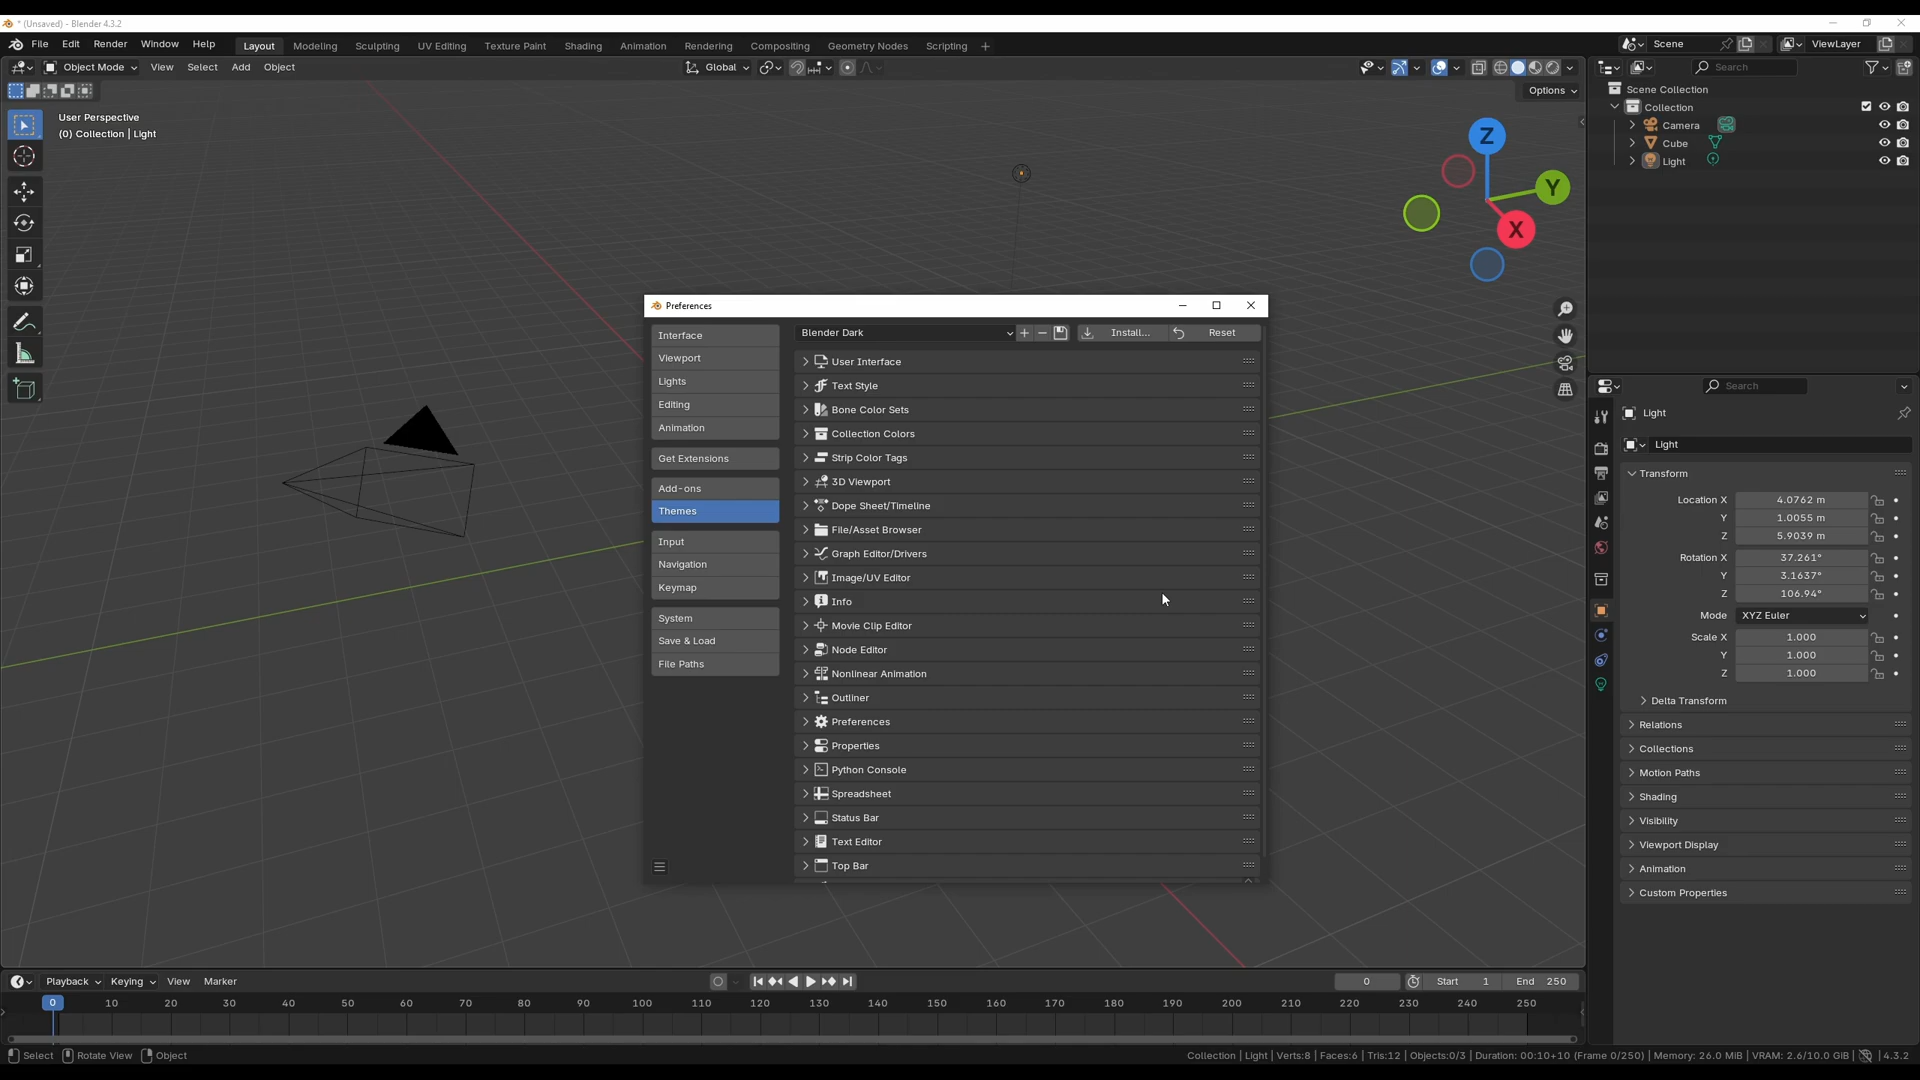 * (Unsaved) - Blender 4.3.2
File Edit Render Window Help Layout Modeling Sculpting UV Editing Texture Paint Shading Animation Rendering Compositing Geometry Nodes Scripting + Scene ViewLayer
Object Mode View Select Add Object Global Search
Options
User Perspective
(0) Collection | Light
Z
Y
X
Scene Collection
Collection
Camera
Cube
Light
Preferences
Interface
Viewport
Lights
Editing
Animation
Get Extensions
Add-ons
Themes
Input
Navigation
Keymap
System
Save & Load
File Paths
Blender Dark Install... Reset
User Interface
Text Style
Bone Color Sets
Collection Colors
Strip Color Tags
3D Viewport
Dope Sheet/Timeline
File/Asset Browser
Graph Editor/Drivers
Image/UV Editor
Info
Movie Clip Editor
Node Editor
Nonlinear Animation
Outliner
Preferences
Properties
Python Console
Spreadsheet
Status Bar
Text Editor
Top Bar
Search
Light
Light
Transform
Location X 4.0762 m
Y 1.0055 m
Z 5.9039 m
Rotation X 37.261°
Y 3.1637°
Z 106.94°
Mode XYZ Euler
Scale X 1.000
Y 1.000
Z 1.000
Delta Transform
Relations
Collections
Motion Paths
Shading
Visibility
Viewport Display
Animation
Custom Properties
Playback Keying View Marker 0 Start 1 End 250
0 10 20 30 40 50 60 70 80 90 100 110 120 130 140 150 160 170 180 190 200 210 220 230 240 250
Select Rotate View Object Collection | Light | Verts:8 | Faces:6 | Tris:12 | Objects:0/3 | Duration: 00:10+10 (Frame 0/250) | Memory: 26.0 MiB | VRAM: 2.6/10.0 GiB | 4.3.2